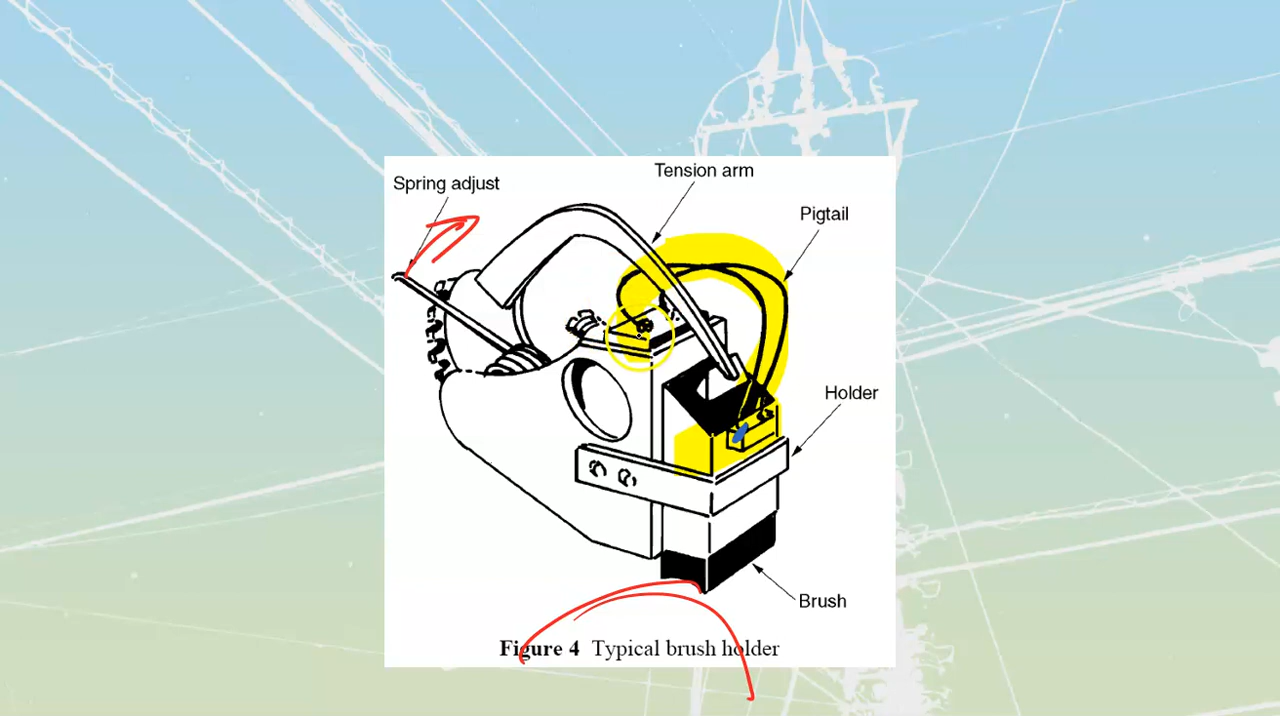 Tension arm
Spring adjust
Pigtail
Holder
Brush
Figure 4 Typical brush holder